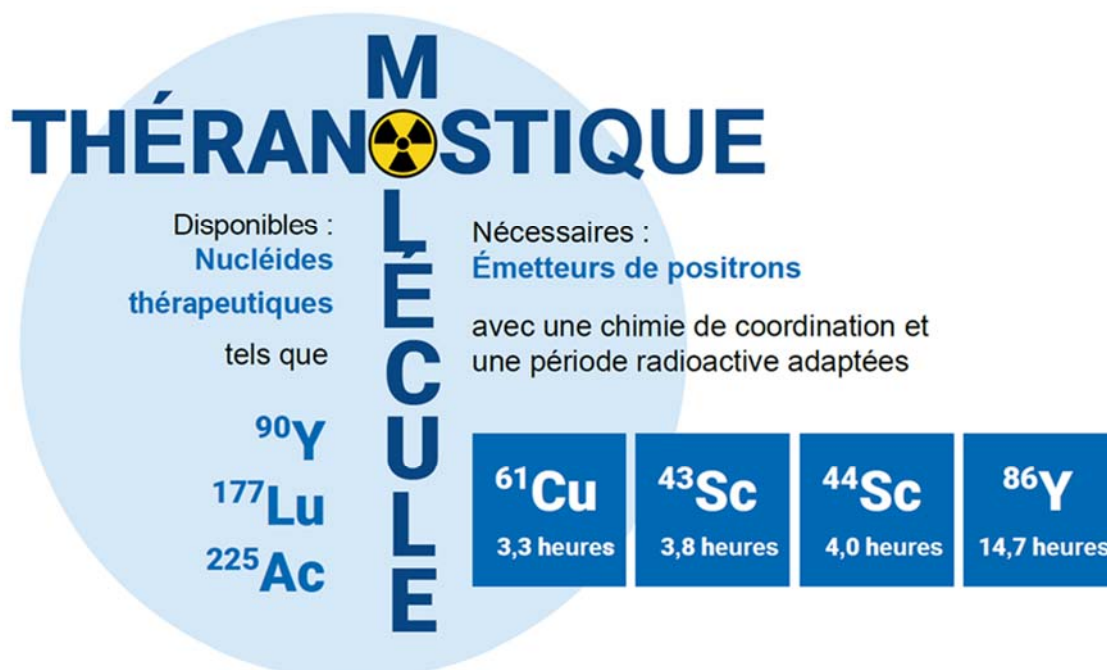 MOLÉCULE
THÉRANOSTIQUE
Disponibles :
Nucléides
thérapeutiques
tels que
⁹⁰Y
¹⁷⁷Lu
²²⁵Ac
Nécessaires :
Émetteurs de positrons
avec une chimie de coordination et
une période radioactive adaptées
⁶¹Cu
3,3 heures
⁴³Sc
3,8 heures
⁴⁴Sc
4,0 heures
⁸⁶Y
14,7 heures